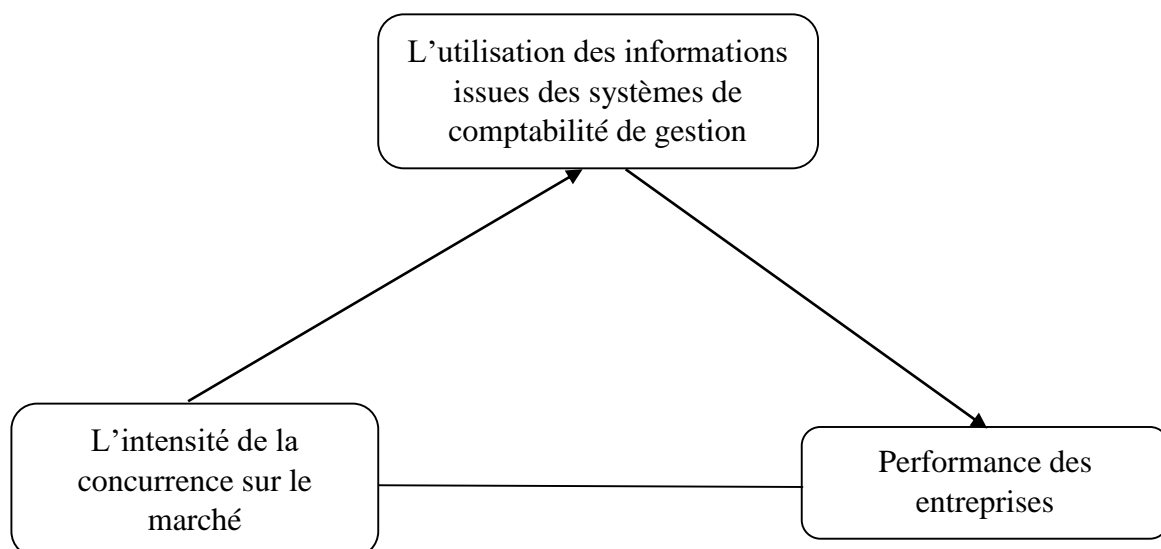 L’utilisation des informations
issues des systèmes de
comptabilité de gestion
L’intensité de la
concurrence sur le
marché
Performance des
entreprises